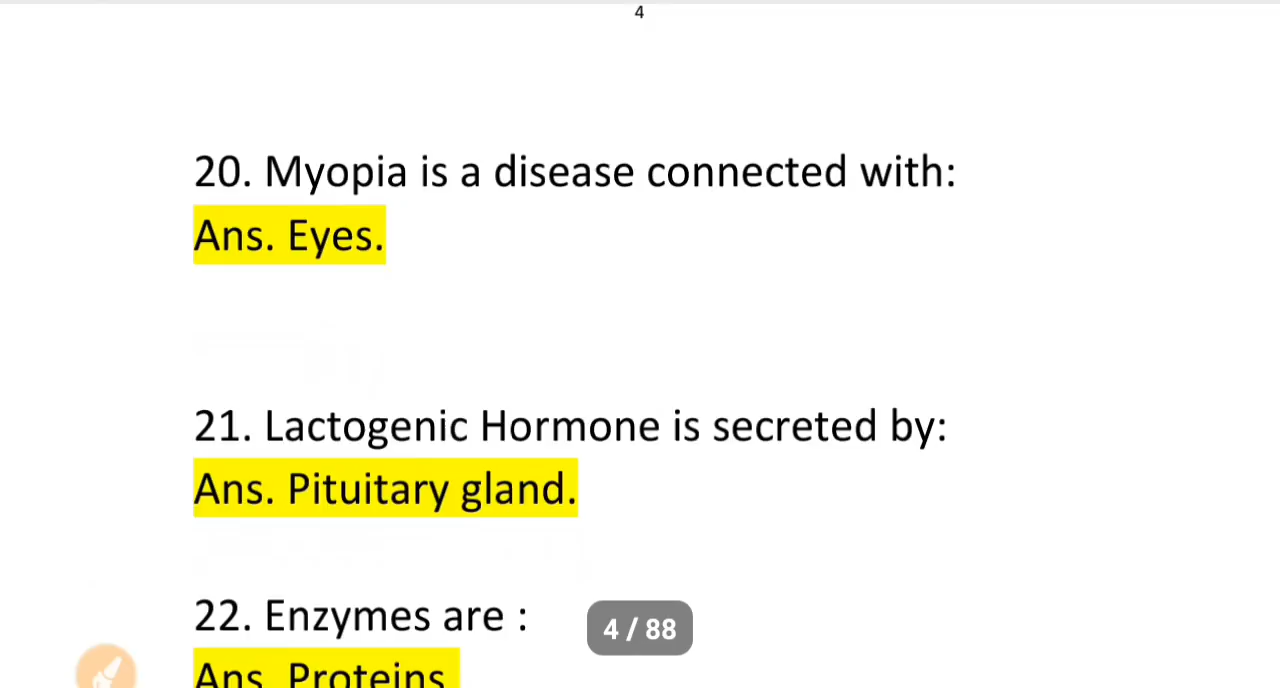 4
20. Myopia is a disease connected with:
Ans. Eyes.
21. Lactogenic Hormone is secreted by:
Ans. Pituitary gland.
22. Enzymes are :
4 / 88
Ans. Proteins